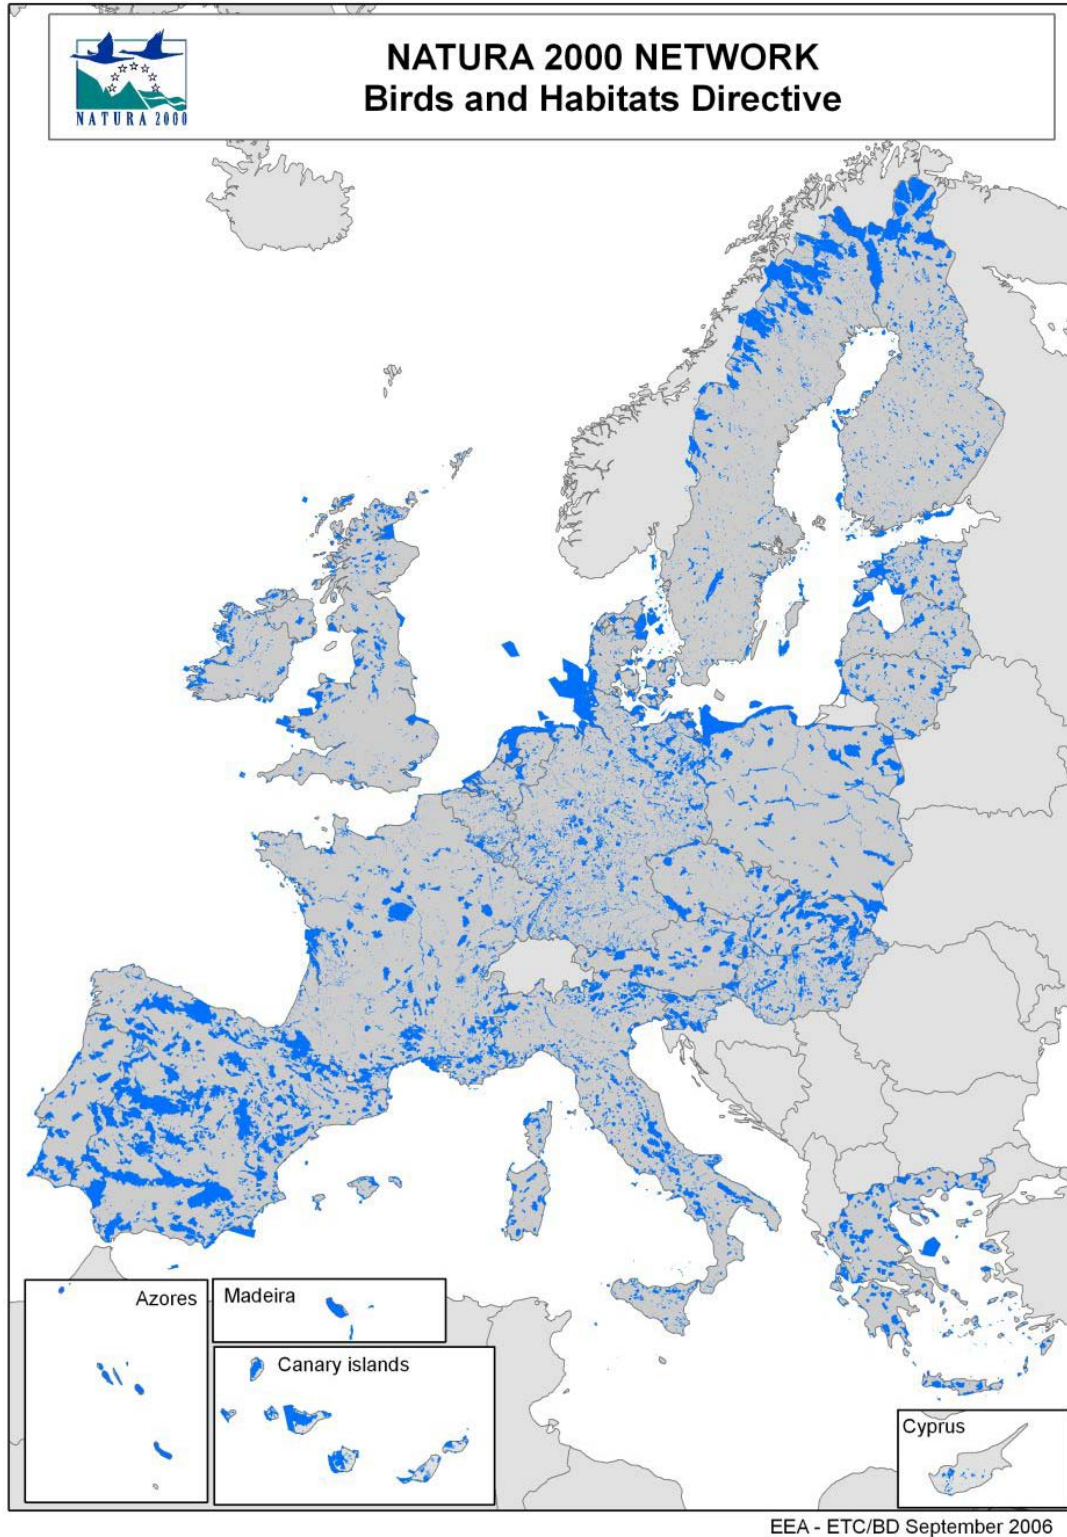 NATURA 2000
NATURA 2000 NETWORK
Birds and Habitats Directive
Azores
Madeira
Canary islands
Cyprus
EEA - ETC/BD September 2006